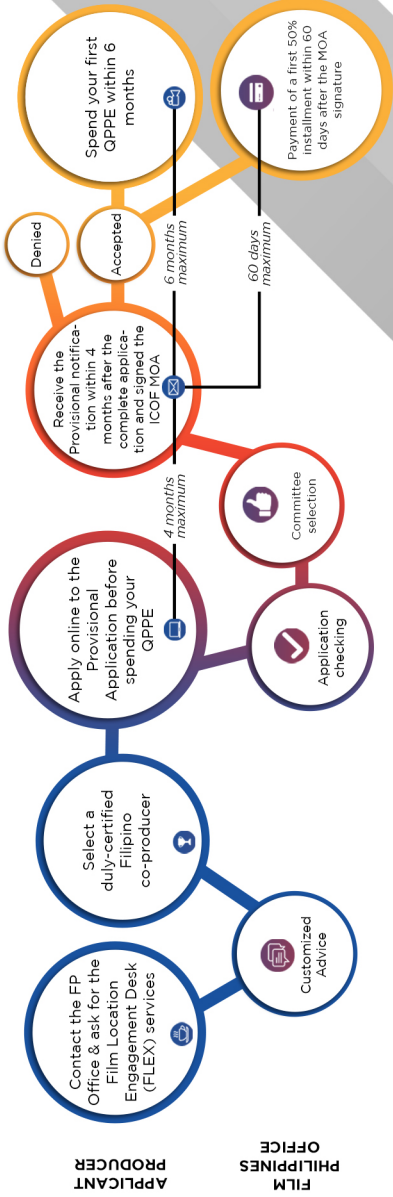 APPLICANT
PRODUCER
Contact the FP
Office & ask for the
Film Location
Engagement Desk
(FLEX) services
Select a
duly-certified
Filipino
co-producer
Apply online to the
Provisional
Application before
spending your
QPPE
4 months
maximum
Receive the
Provisional notifica-
tion within 4
months after the
complete applica-
tion and signed the
ICOF MOA
Denied
Accepted
6 months
maximum
Spend your first
QPPE within 6
months
FILM
PHILIPPINES
OFFICE
Customized
Advice
Application
checking
Committee
selection
60 days
maximum
Payment of a first 50%
installment within 60
days after the MOA
signature